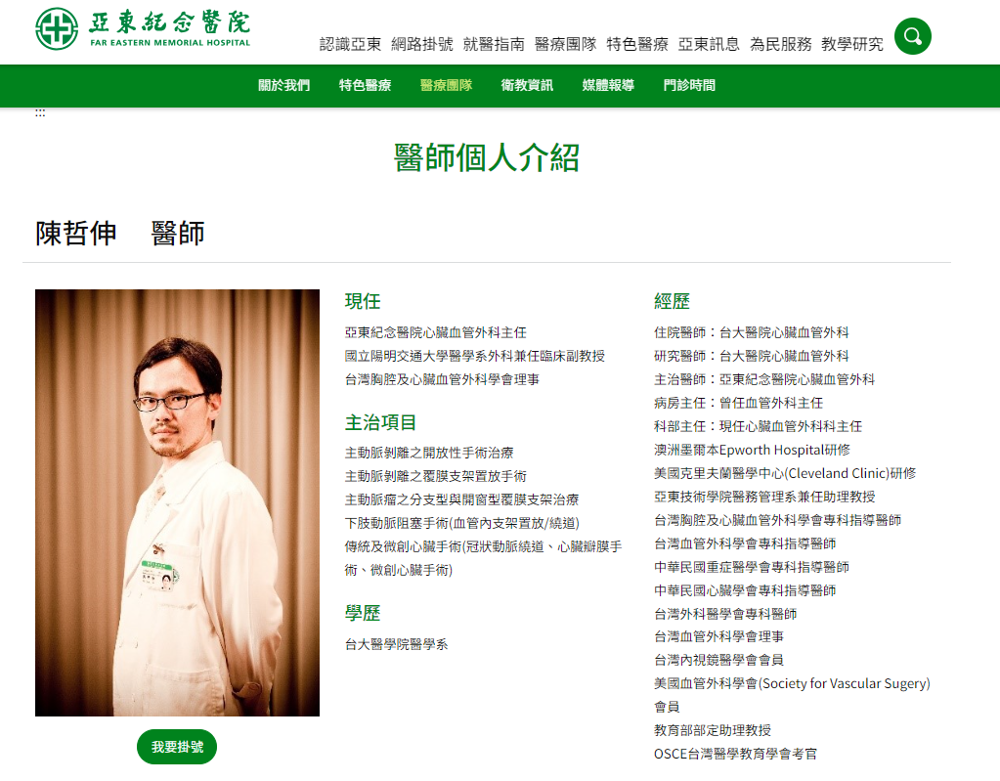 亞東紀念醫院
FAR EASTERN MEMORIAL HOSPITAL
認識亞東 網路掛號 就醫指南 醫療團隊 特色醫療 亞東訊息 為民服務 教學研究
關於我們 特色醫療 醫療團隊 衛教資訊 媒體報導 門診時間
:::
醫師個人介紹
陳哲伸 醫師
現任
亞東紀念醫院心臟血管外科主任
國立陽明交通大學醫學系外科兼任臨床副教授
台灣胸腔及心臟血管外科學會理事
主治項目
主動脈剝離之開放性手術治療
主動脈剝離之覆膜支架置放手術
主動脈瘤之分支型與開窗型覆膜支架治療
下肢動脈阻塞手術(血管內支架置放/繞道)
傳統及微創心臟手術(冠狀動脈繞道、心臟瓣膜手
術、微創心臟手術)
學歷
台大醫學院醫學系
經歷
住院醫師：台大醫院心臟血管外科
研究醫師：台大醫院心臟血管外科
主治醫師：亞東紀念醫院心臟血管外科
病房主任：曾任血管外科主任
科部主任：現任心臟血管外科科主任
澳洲墨爾本Epworth Hospital研修
美國克里夫蘭醫學中心(Cleveland Clinic)研修
亞東技術學院醫務管理系兼任助理教授
台灣胸腔及心臟血管外科學會專科指導醫師
台灣血管外科學會專科指導醫師
中華民國重症醫學會專科指導醫師
中華民國心臟學會專科指導醫師
台灣外科醫學會專科醫師
台灣血管外科學會理事
台灣內視鏡醫學會會員
美國血管外科學會(Society for Vascular Sugery)
會員
教育部部定助理教授
OSCE台灣醫學教育學會考官
我要掛號